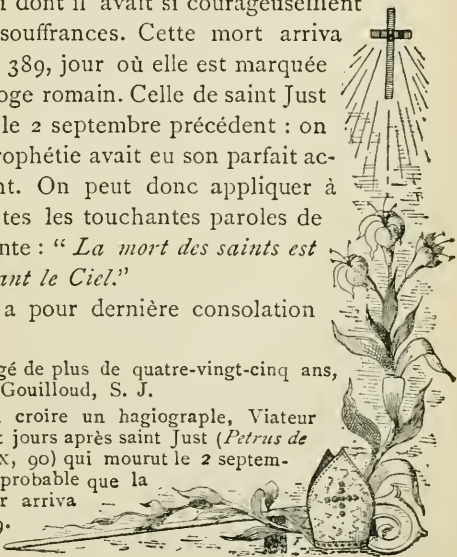 i dont il avait si courageusement
souffrances. Cette mort arriva
389, jour où elle est marquée
oge romain. Celle de saint Just
le 2 septembre précédent : on
rophétie avait eu son parfait ac-
nt. On peut donc appliquer à
tes les touchantes paroles de
nte : “ La mort des saints est
ant le Ciel.”
a pour dernière consolation
gé de plus de quatre-vingt-cinq ans,
Gouilloud, S. J.
croire un hagiograple, Viateur
t jours après saint Just (Petrus de
x, 90) qui mourut le 2 septem-
probable que la
r arriva
9.